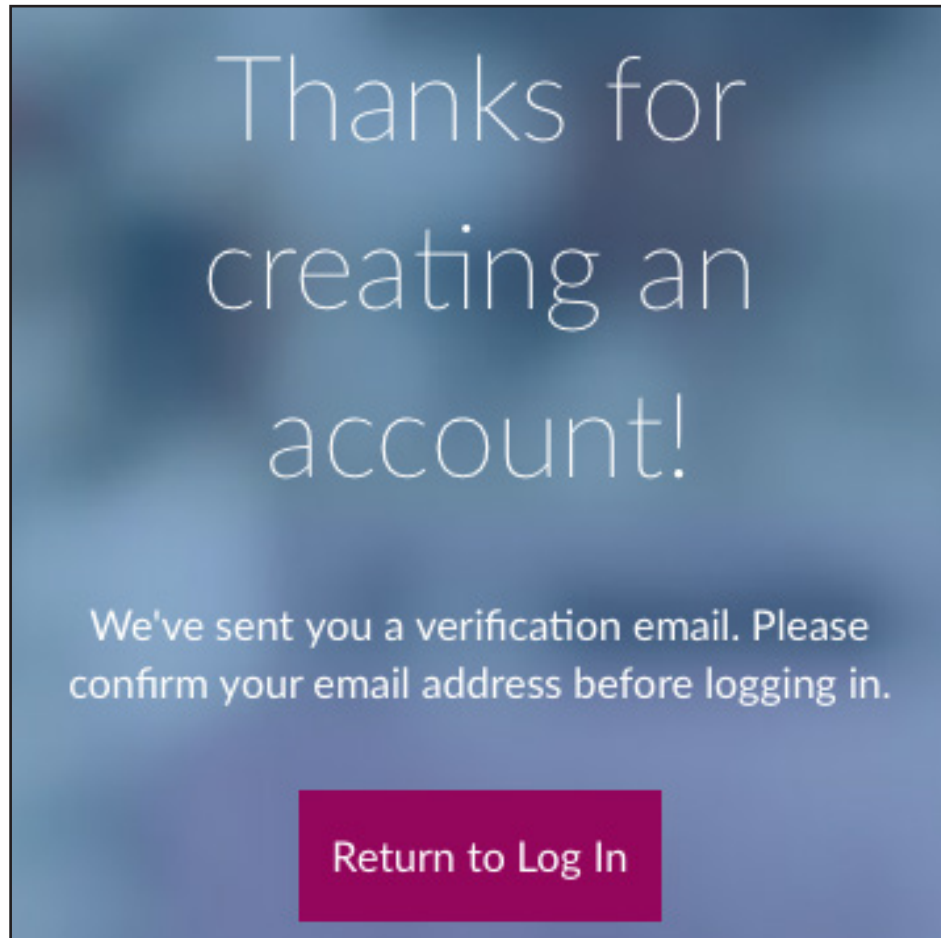 Thanks for
creating an
account!
We've sent you a verification email. Please
confirm your email address before logging in.
Return to Log In